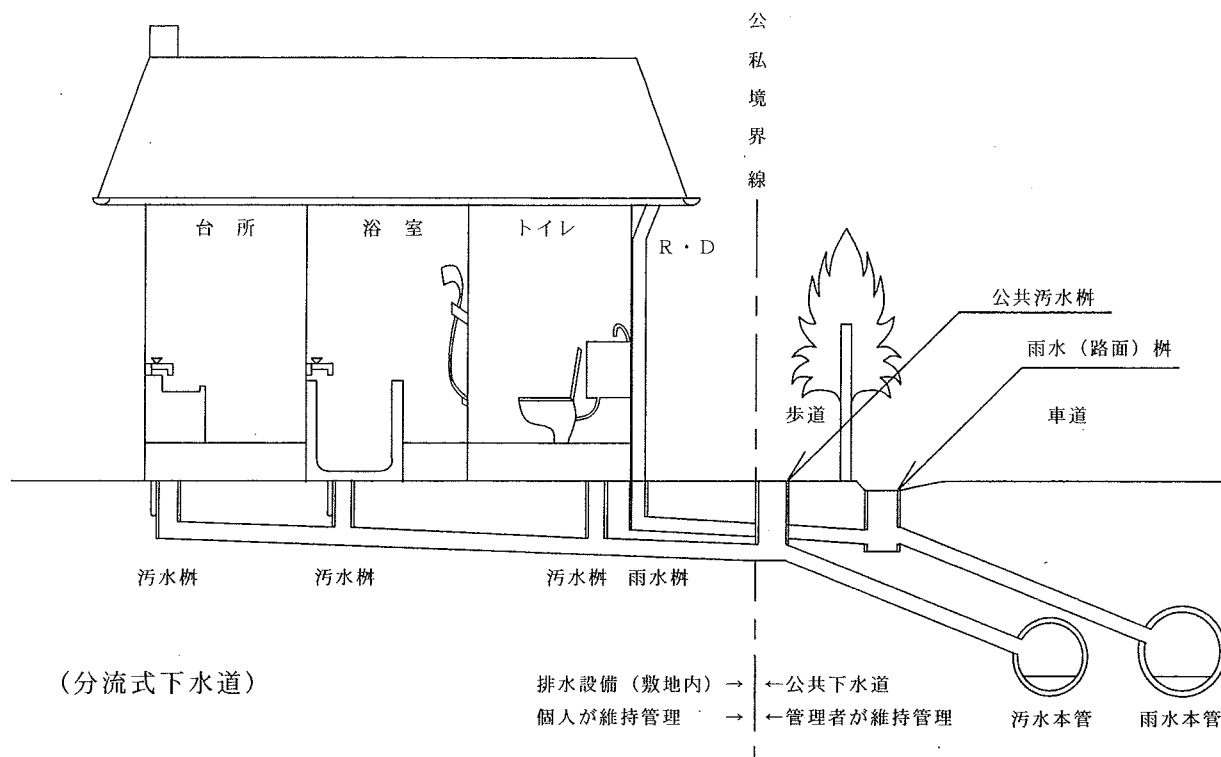 公私境界線
台所
浴室
トイレ
R・D
公共汚水桝
雨水（路面）桝
歩道
車道
汚水桝
汚水桝
汚水桝
雨水桝
（分流式下水道）
排水設備（敷地内）→
←公共下水道
個人が維持管理　→
←管理者が維持管理
汚水本管
雨水本管